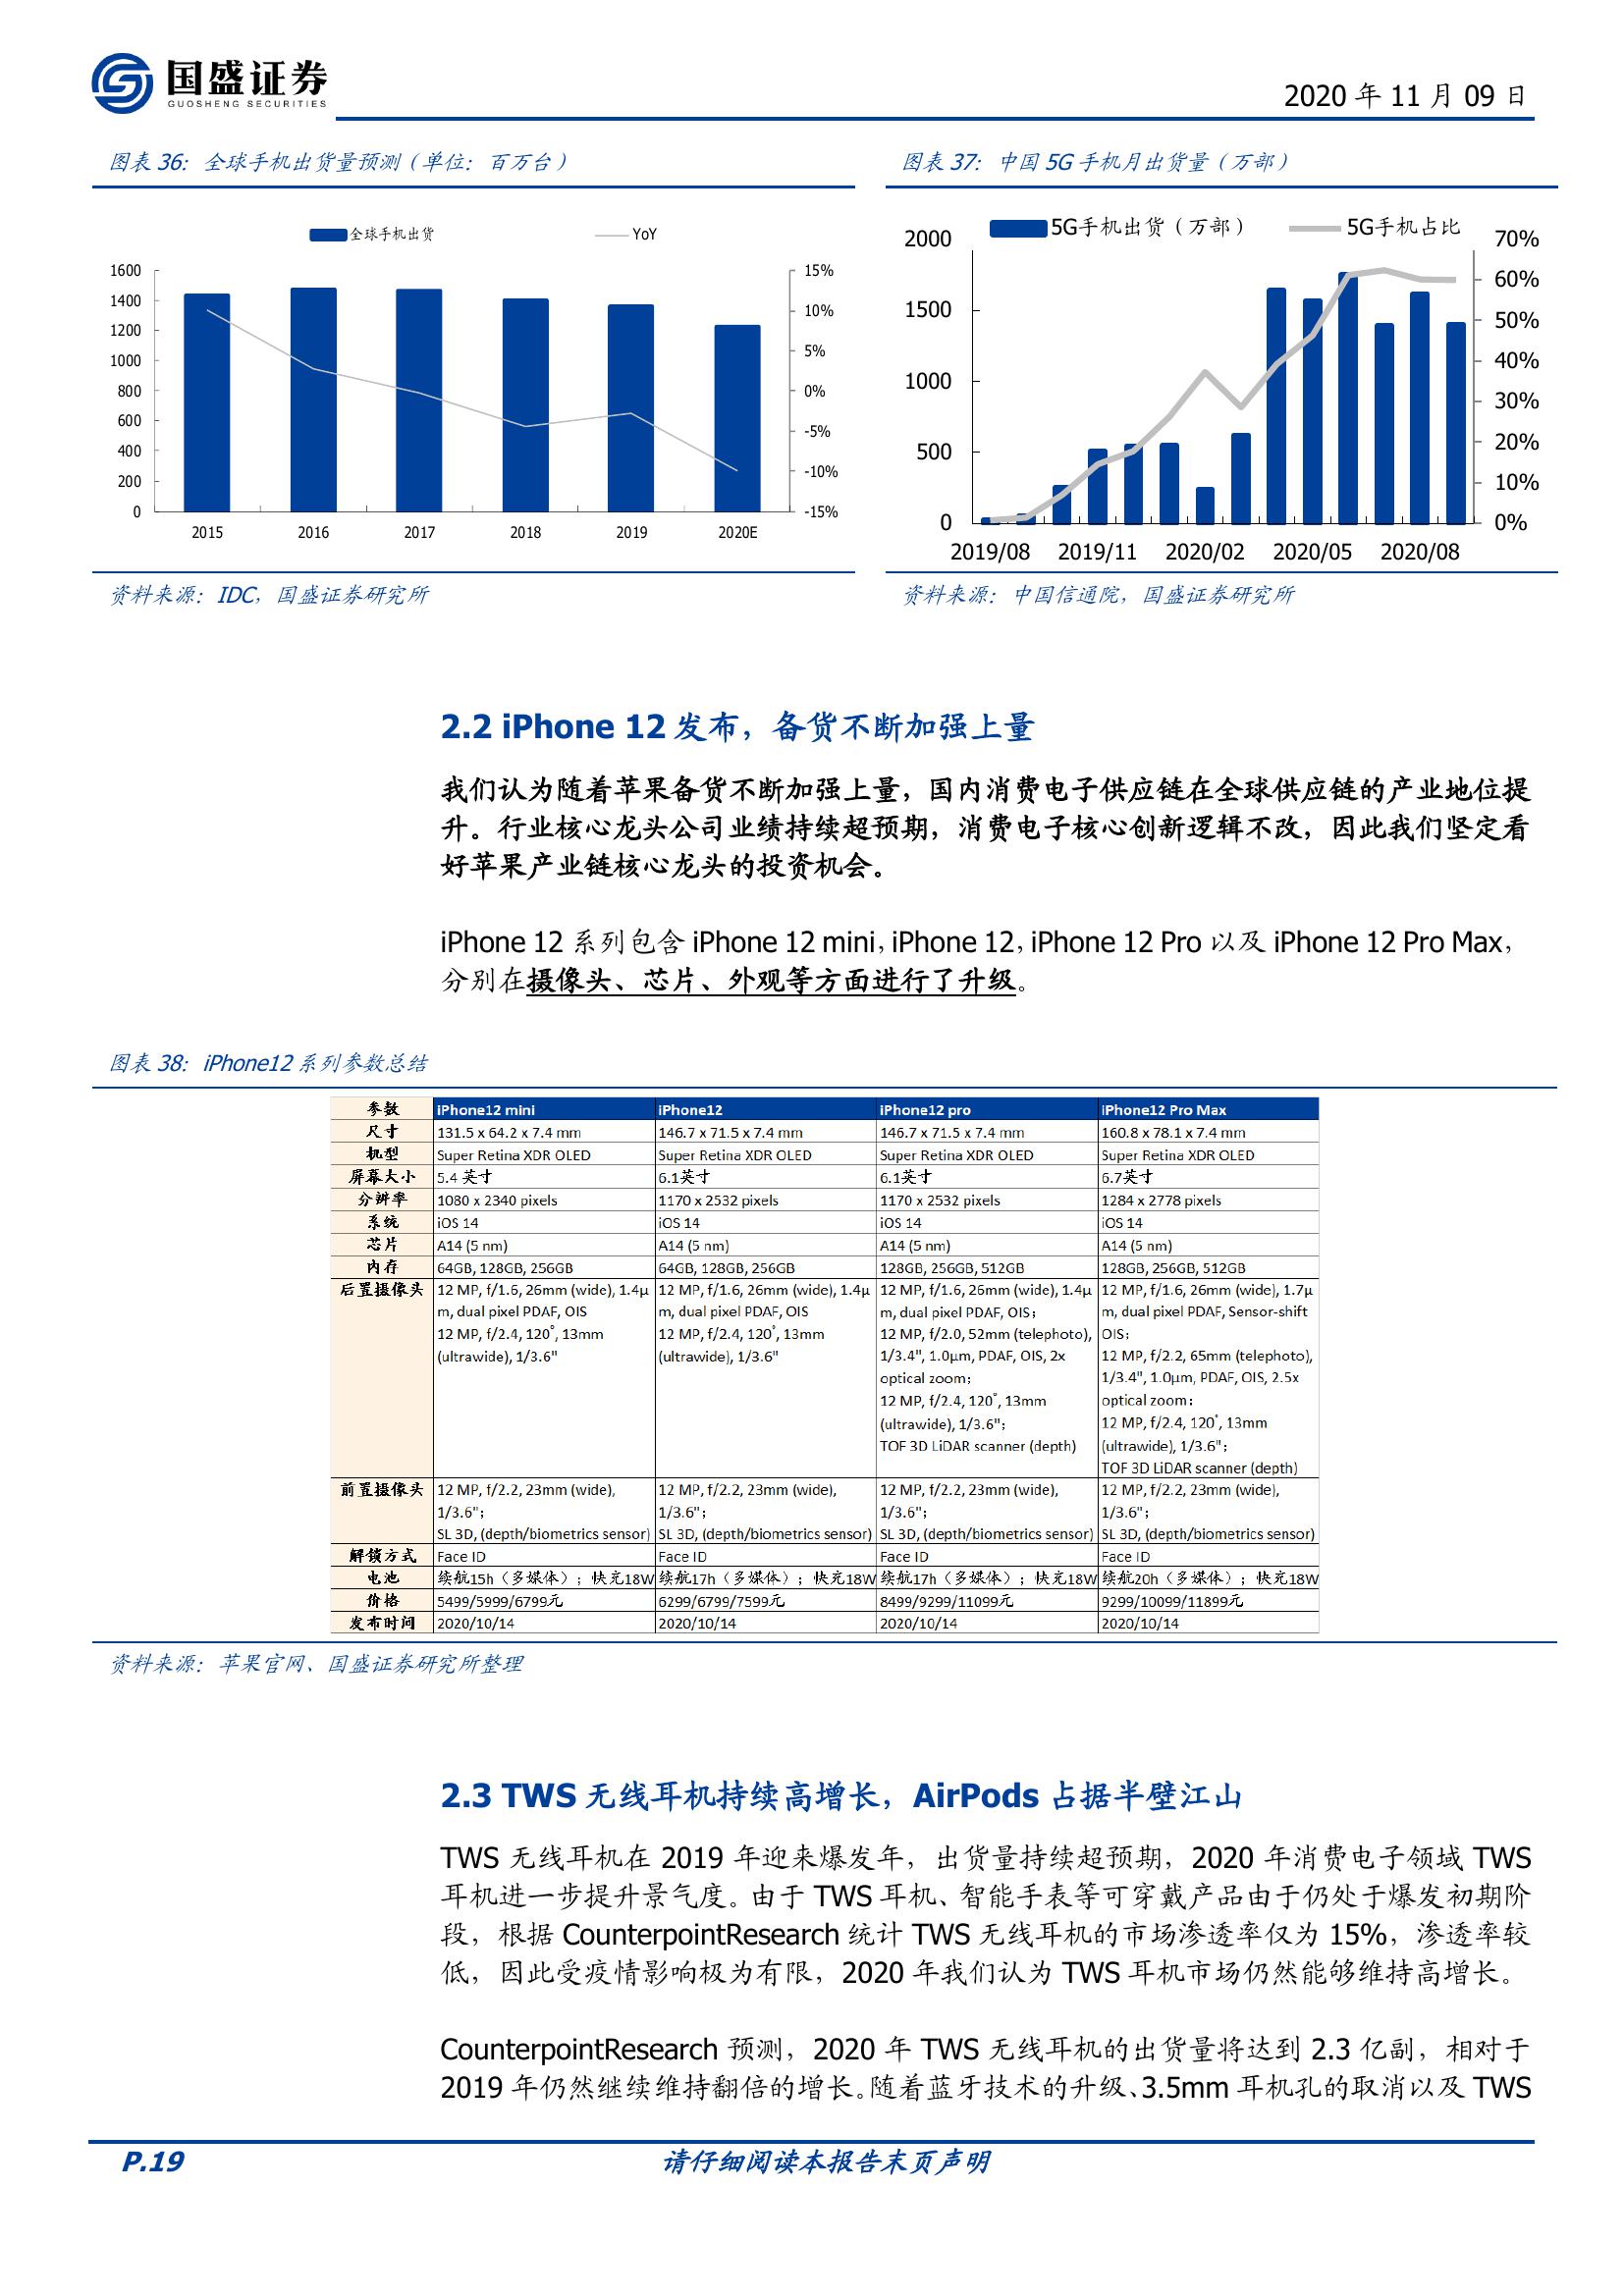 国盛证券
GUOSHENG SECURITIES
2020 年 11 月 09 日
图表 36: 全球手机出货量预测（单位：百万台）
全球手机出货 YoY
1600
1400
1200
1000
800
600
400
200
0
15%
10%
5%
0%
-5%
-10%
-15%
2015 2016 2017 2018 2019 2020E
资料来源：IDC，国盛证券研究所
图表 37: 中国 5G 手机月出货量（万部）
5G手机出货（万部） 5G手机占比
2000
1500
1000
500
0
70%
60%
50%
40%
30%
20%
10%
0%
2019/08 2019/11 2020/02 2020/05 2020/08
资料来源：中国信通院，国盛证券研究所
2.2 iPhone 12 发布，备货不断加强上量
我们认为随着苹果备货不断加强上量，国内消费电子供应链在全球供应链的产业地位提
升。行业核心龙头公司业绩持续超预期，消费电子核心创新逻辑不改，因此我们坚定看
好苹果产业链核心龙头的投资机会。
iPhone 12 系列包含 iPhone 12 mini，iPhone 12，iPhone 12 Pro 以及 iPhone 12 Pro Max，
分别在摄像头、芯片、外观等方面进行了升级。
图表 38: iPhone12 系列参数总结
参数 iPhone12 mini iPhone12 iPhone12 pro iPhone12 Pro Max
尺寸 131.5 x 64.2 x 7.4 mm 146.7 x 71.5 x 7.4 mm 146.7 x 71.5 x 7.4 mm 160.8 x 78.1 x 7.4 mm
机型 Super Retina XDR OLED Super Retina XDR OLED Super Retina XDR OLED Super Retina XDR OLED
屏幕大小 5.4 英寸 6.1英寸 6.1英寸 6.7英寸
分辨率 1080 x 2340 pixels 1170 x 2532 pixels 1170 x 2532 pixels 1284 x 2778 pixels
系统 iOS 14 iOS 14 iOS 14 iOS 14
芯片 A14 (5 nm) A14 (5 nm) A14 (5 nm) A14 (5 nm)
内存 64GB, 128GB, 256GB 64GB, 128GB, 256GB 128GB, 256GB, 512GB 128GB, 256GB, 512GB
后置摄像头 12 MP, f/1.6, 26mm (wide), 1.4μ 12 MP, f/1.6, 26mm (wide), 1.4μ 12 MP, f/1.6, 26mm (wide), 1.4μ 12 MP, f/1.6, 26mm (wide), 1.7μ
m, dual pixel PDAF, OIS m, dual pixel PDAF, OIS m, dual pixel PDAF, OIS； m, dual pixel PDAF, Sensor-shift
12 MP, f/2.4, 120˚, 13mm 12 MP, f/2.4, 120˚, 13mm 12 MP, f/2.0, 52mm (telephoto), OIS；
(ultrawide), 1/3.6" (ultrawide), 1/3.6" 1/3.4", 1.0μm, PDAF, OIS, 2x 12 MP, f/2.2, 65mm (telephoto),
optical zoom； 1/3.4", 1.0μm, PDAF, OIS, 2.5x
12 MP, f/2.4, 120˚, 13mm optical zoom；
(ultrawide), 1/3.6"； 12 MP, f/2.4, 120˚, 13mm
TOF 3D LiDAR scanner (depth) (ultrawide), 1/3.6"；
TOF 3D LiDAR scanner (depth)
前置摄像头 12 MP, f/2.2, 23mm (wide), 12 MP, f/2.2, 23mm (wide), 12 MP, f/2.2, 23mm (wide), 12 MP, f/2.2, 23mm (wide),
1/3.6"； 1/3.6"； 1/3.6"； 1/3.6"；
SL 3D, (depth/biometrics sensor) SL 3D, (depth/biometrics sensor) SL 3D, (depth/biometrics sensor) SL 3D, (depth/biometrics sensor)
解锁方式 Face ID Face ID Face ID Face ID
电池 续航15h（多媒体）；快充18W 续航17h（多媒体）；快充18W 续航17h（多媒体）；快充18W 续航20h（多媒体）；快充18W
价格 5499/5999/6799元 6299/6799/7599元 8499/9299/11099元 9299/10099/11899元
发布时间 2020/10/14 2020/10/14 2020/10/14 2020/10/14
资料来源：苹果官网、国盛证券研究所整理
2.3 TWS 无线耳机持续高增长，AirPods 占据半壁江山
TWS 无线耳机在 2019 年迎来爆发年，出货量持续超预期，2020 年消费电子领域 TWS
耳机进一步提升景气度。由于 TWS 耳机、智能手表等可穿戴产品由于仍处于爆发初期阶
段，根据 CounterpointResearch 统计 TWS 无线耳机的市场渗透率仅为 15%，渗透率较
低，因此受疫情影响极为有限，2020 年我们认为 TWS 耳机市场仍然能够维持高增长。
CounterpointResearch 预测，2020 年 TWS 无线耳机的出货量将达到 2.3 亿副，相对于
2019 年仍然继续维持翻倍的增长。随着蓝牙技术的升级、3.5mm 耳机孔的取消以及 TWS
P.19 请仔细阅读本报告末页声明